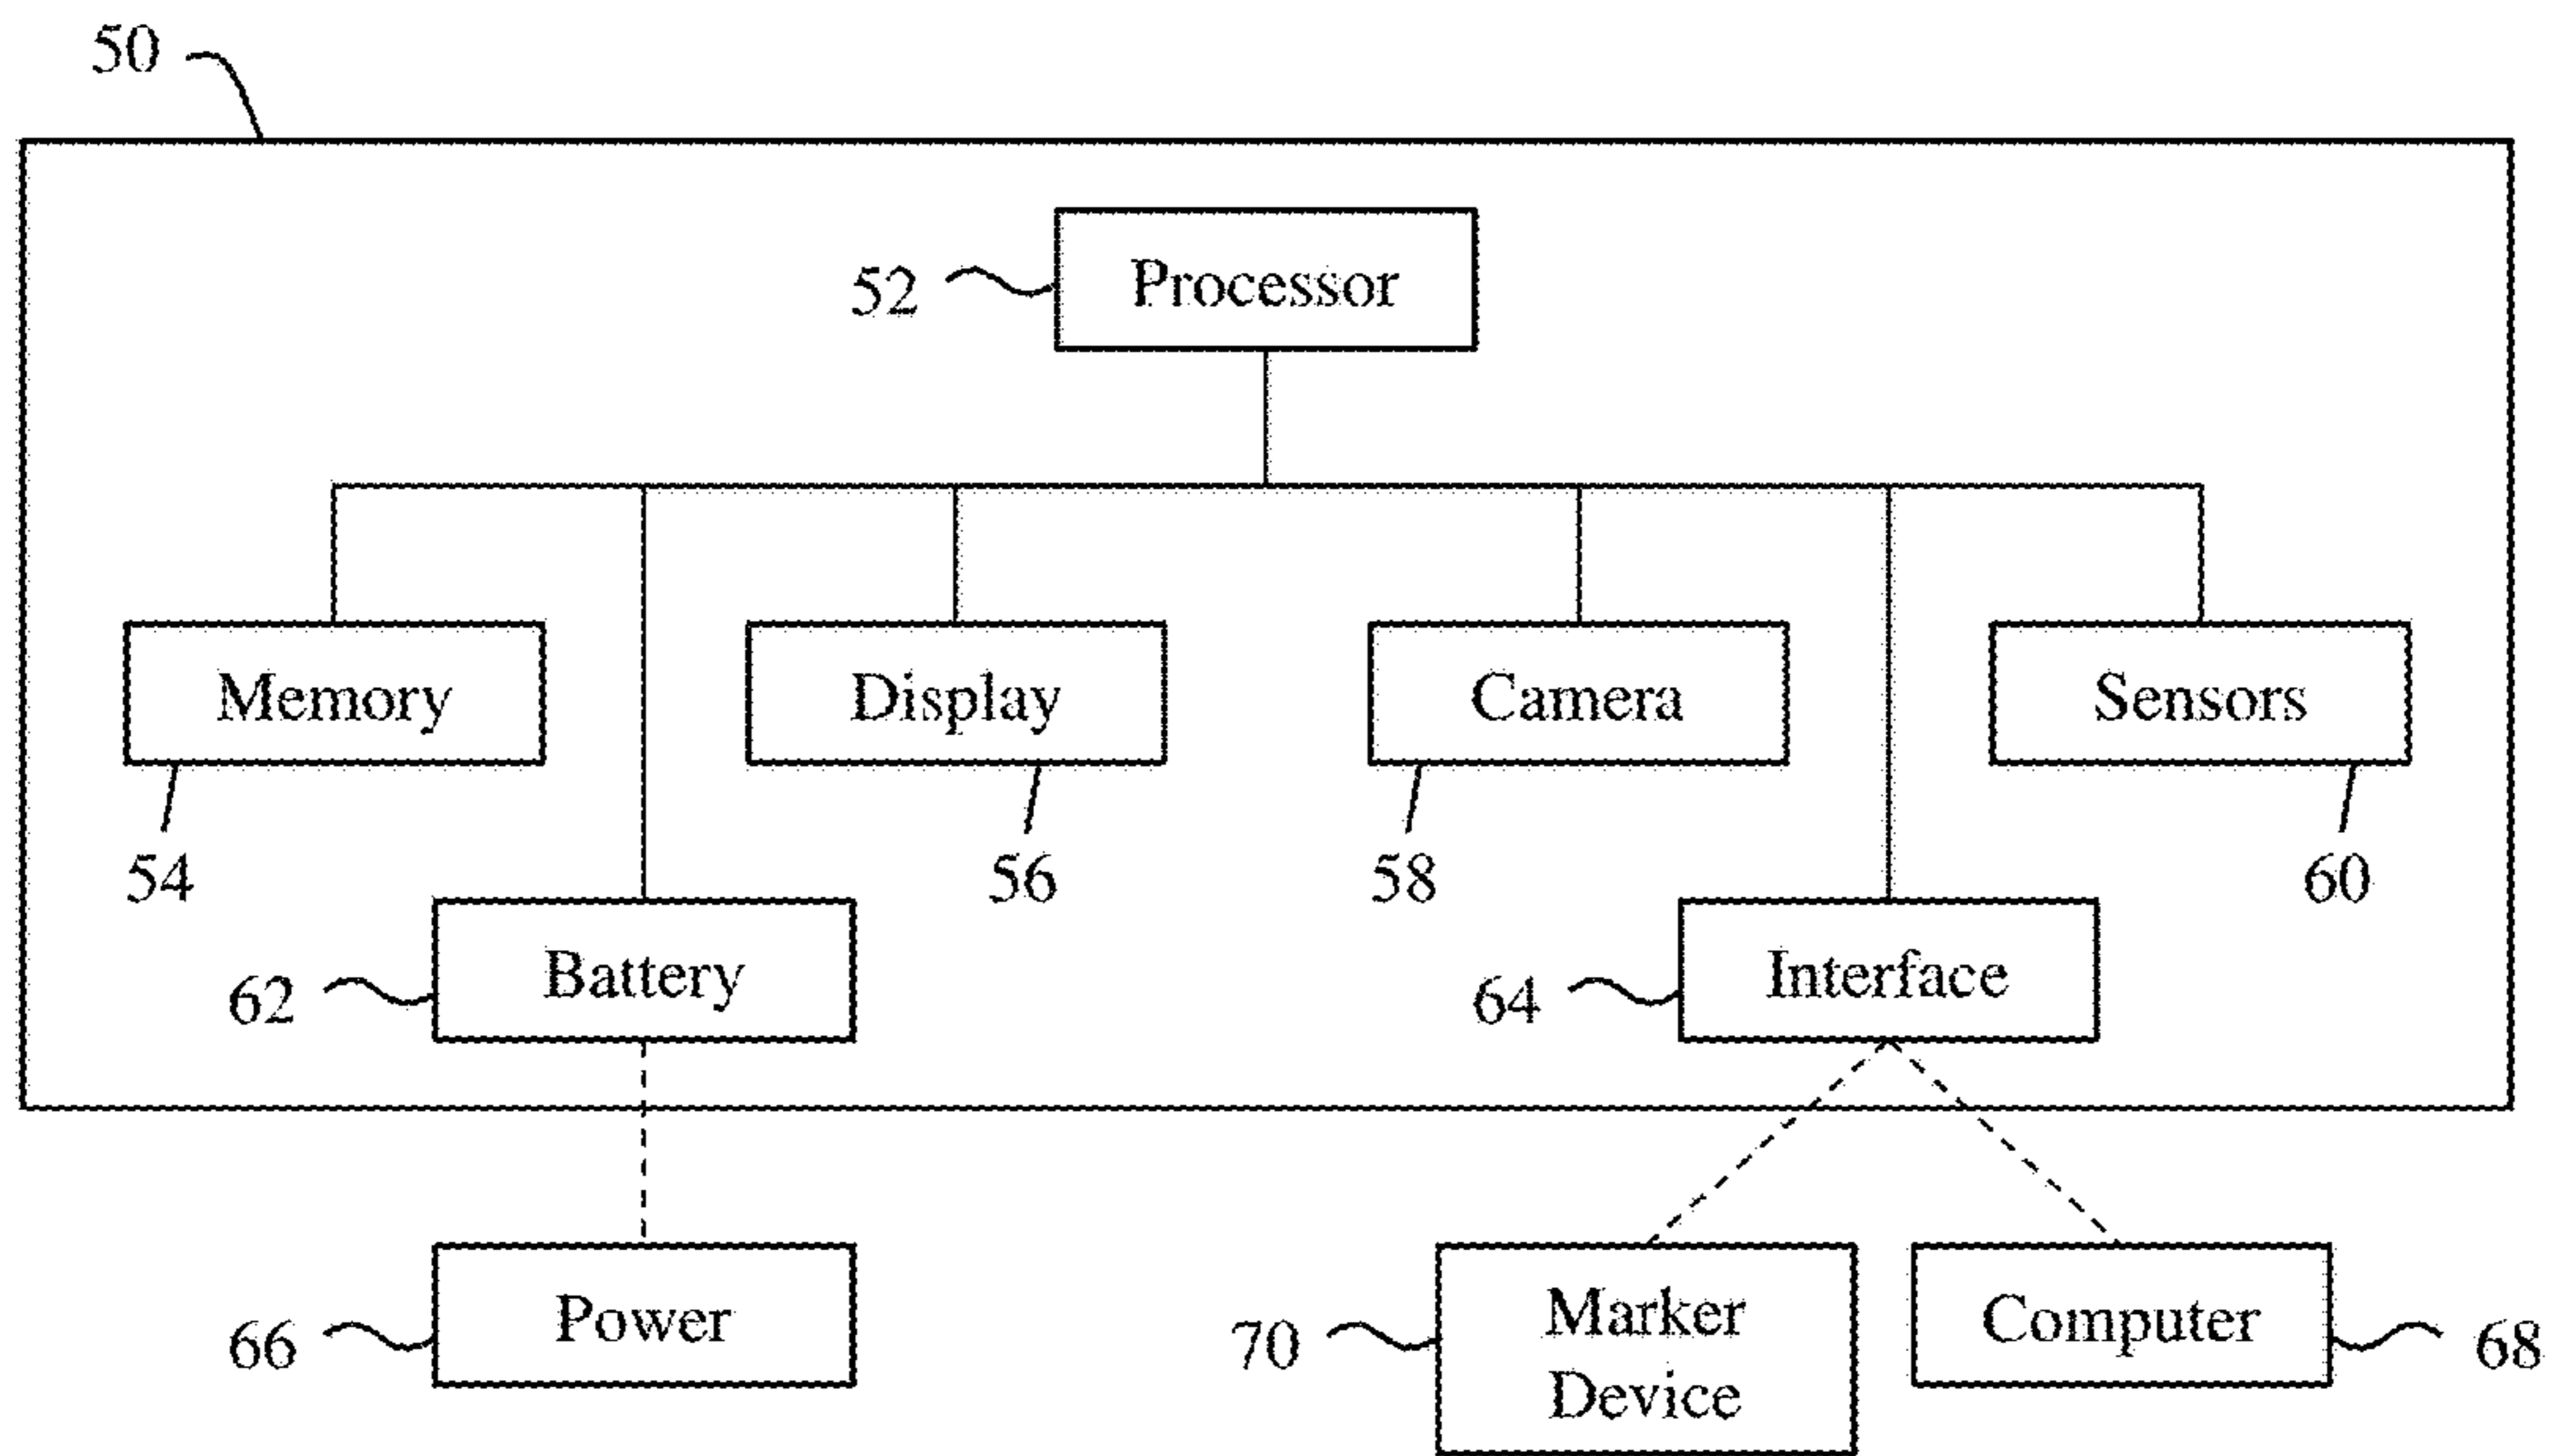 50
52
Processor
Memory
Display
Camera
Sensors
54
56
58
60
62
Battery
64
Interface
66
Power
70
Marker
Device
Computer
68